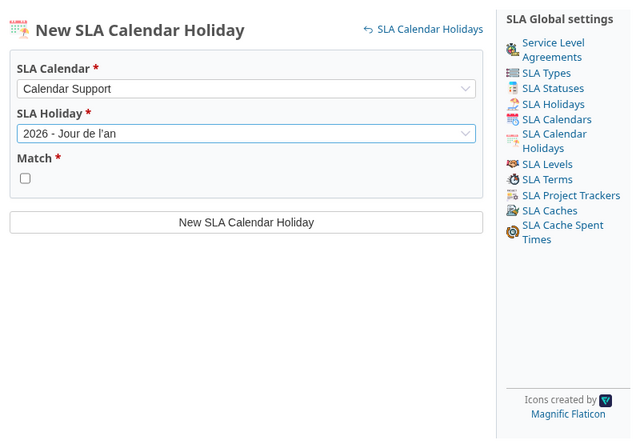 New SLA Calendar Holiday
SLA Calendar Holidays
SLA Calendar *
Calendar Support
SLA Holiday *
2026 - Jour de l'an
Match *
New SLA Calendar Holiday
SLA Global settings
Service Level
Agreements
SLA Types
SLA Statuses
SLA Holidays
SLA Calendars
SLA Calendar
Holidays
SLA Levels
SLA Terms
SLA Project Trackers
SLA Caches
SLA Cache Spent
Times
Icons created by
Magnific Flaticon